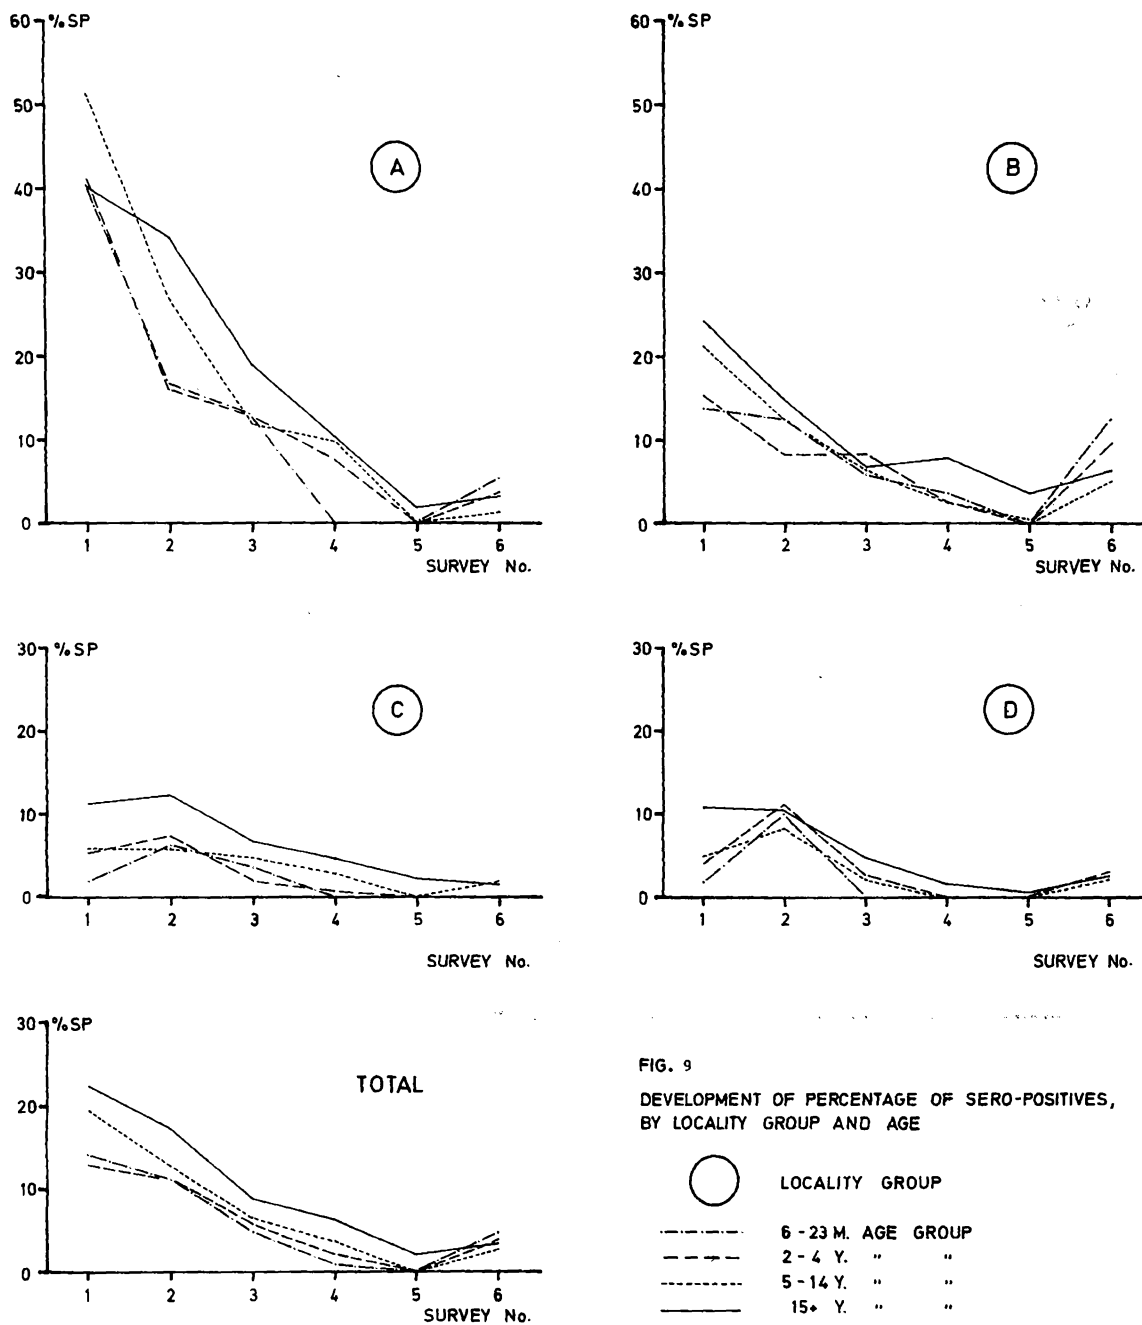 % SP
60
50
40
30
20
10
0
A
1 2 3 4 5 6
SURVEY No.
% SP
60
50
40
30
20
10
0
B
1 2 3 4 5 6
SURVEY No.
% SP
30
20
10
0
C
1 2 3 4 5 6
SURVEY No.
% SP
30
20
10
0
D
1 2 3 4 5 6
SURVEY No.
% SP
30
20
10
0
TOTAL
1 2 3 4 5 6
SURVEY No.
FIG. 9
DEVELOPMENT OF PERCENTAGE OF SERO-POSITIVES,
BY LOCALITY GROUP AND AGE
LOCALITY GROUP
6 - 23 M. AGE GROUP
2 - 4 Y. " "
5 - 14 Y. " "
15+ Y. " "